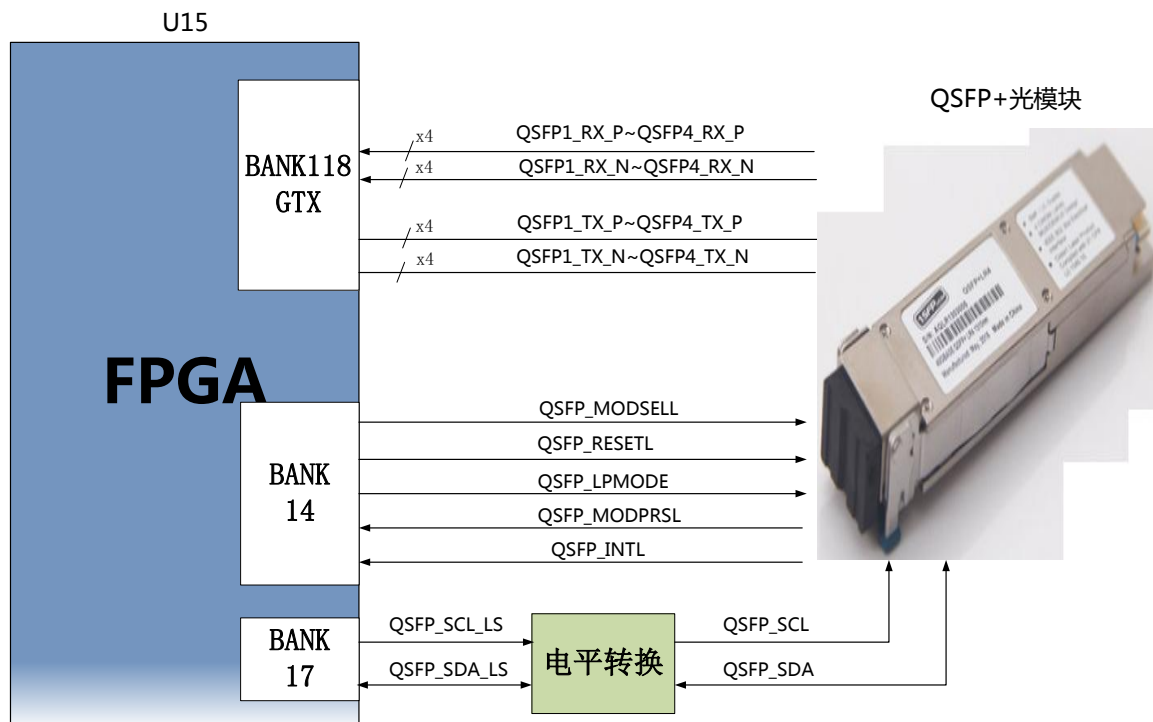 U15
QSFP+光模块
BANK118
GTX
x4
QSFP1_RX_P~QSFP4_RX_P
x4
QSFP1_RX_N~QSFP4_RX_N
x4
QSFP1_TX_P~QSFP4_TX_P
x4
QSFP1_TX_N~QSFP4_TX_N
FPGA
BANK
14
QSFP_MODSELL
QSFP_RESETL
QSFP_LPMODE
QSFP_MODPRSL
QSFP_INTL
BANK
17
QSFP_SCL_LS
QSFP_SDA_LS
电平转换
QSFP_SCL
QSFP_SDA